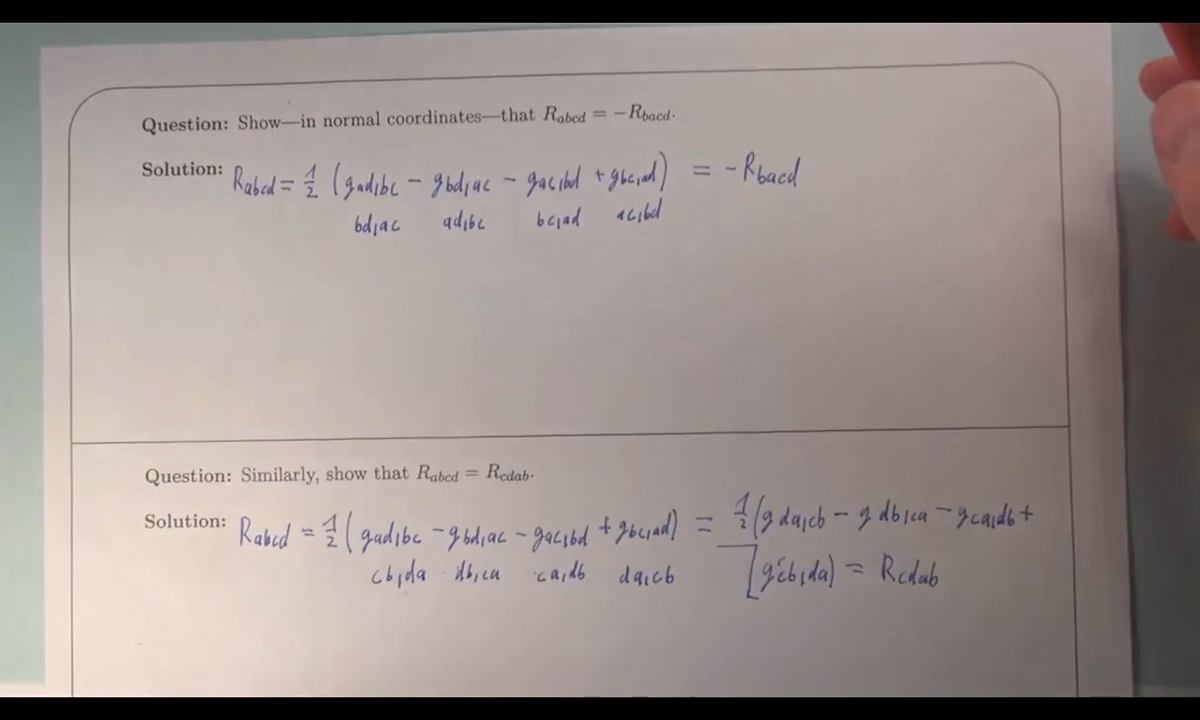 Question: Show—in normal coordinates—that R_abcd = −R_bacd.
Solution: R_abcd = 1/2 (g_ad,bc − g_bd,ac − g_ac,bd + g_bc,ad) = −R_bacd
bd,ac ad,bc bc,ad ac,bd
Question: Similarly, show that R_abcd = R_cdab.
Solution: R_abcd = 1/2 (g_ad,bc − g_bd,ac − g_ac,bd + g_bc,ad) = 1/2 (g_da,cb − g_db,ca − g_ca,db +
cb,da db,ca ca,db da,cb g_cb,da) = R_cdab